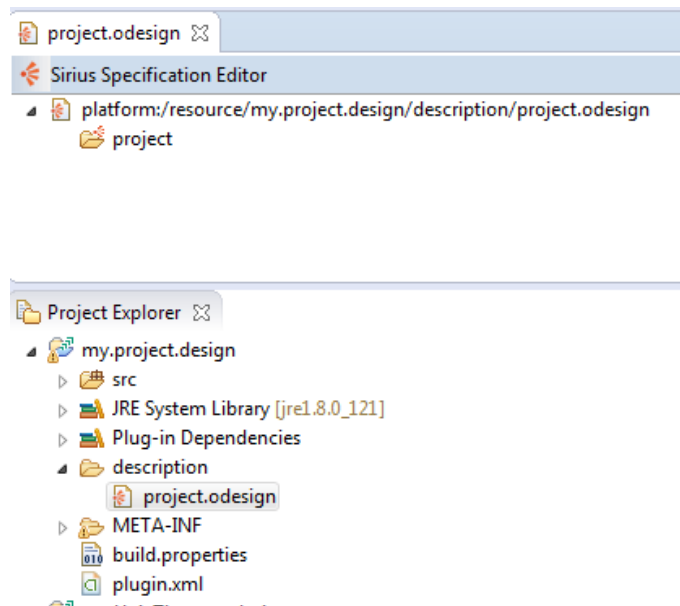 project.odesign
Sirius Specification Editor
platform:/resource/my.project.design/description/project.odesign
project
Project Explorer
my.project.design
src
JRE System Library [jre1.8.0_121]
Plug-in Dependencies
description
project.odesign
META-INF
build.properties
plugin.xml